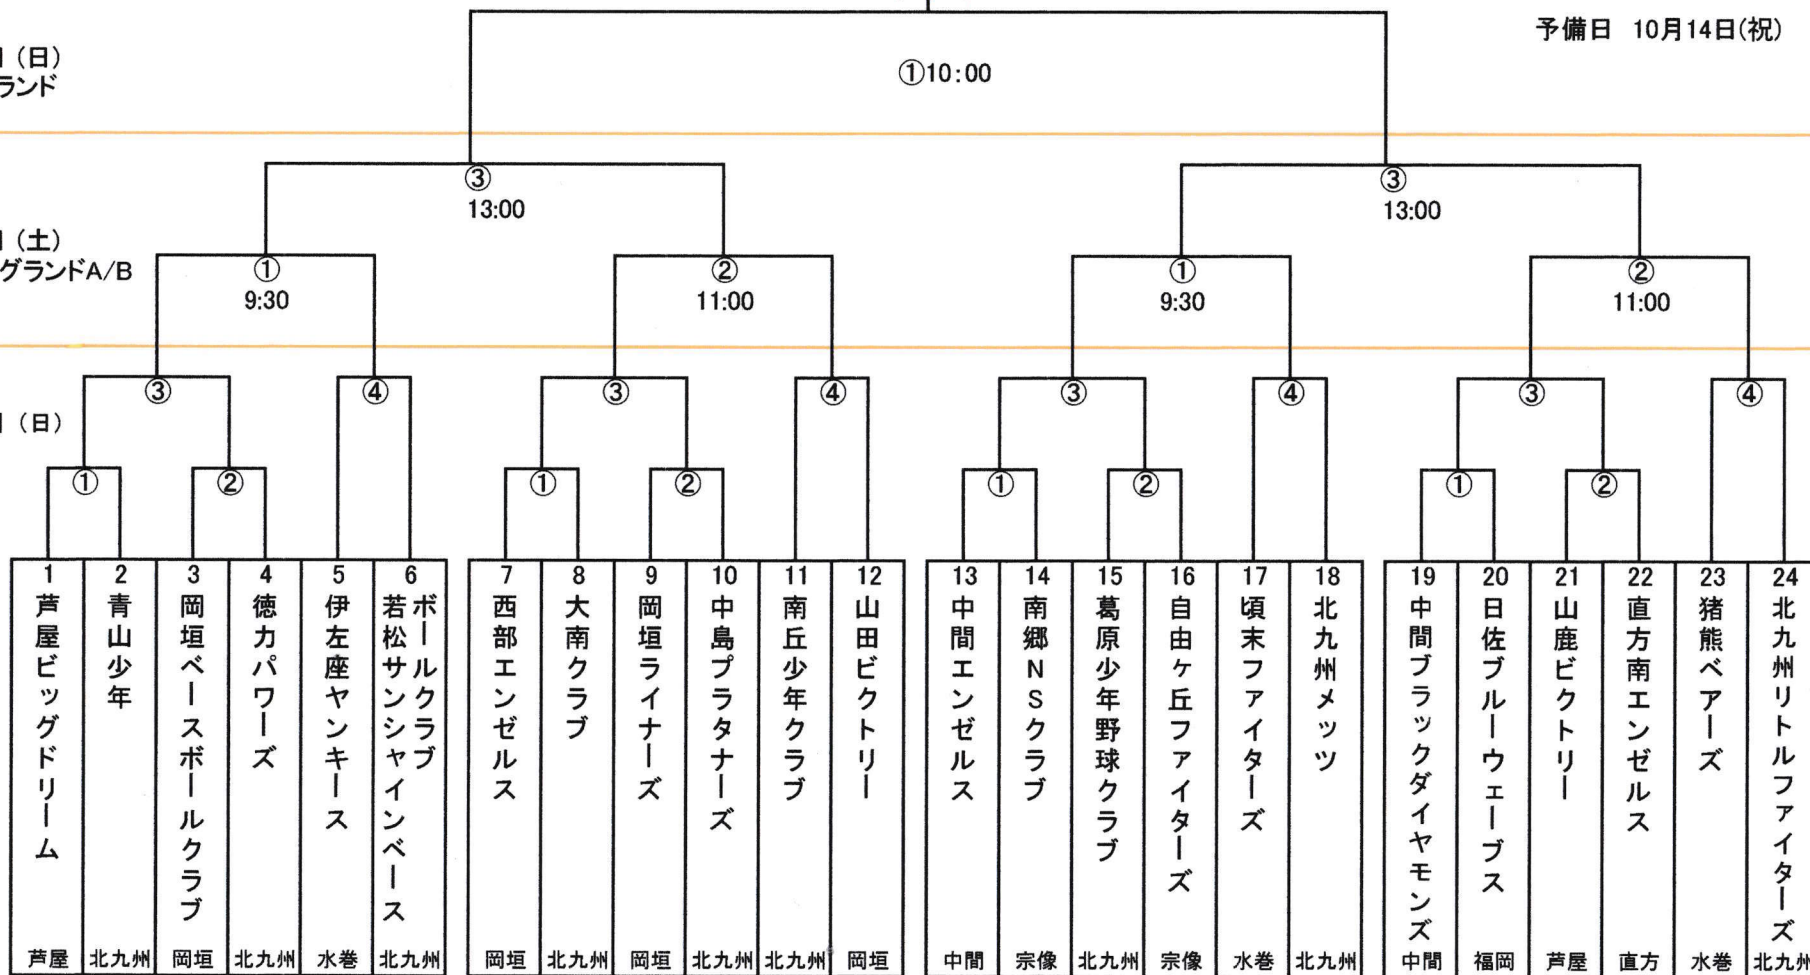 予備日 10月14日(祝)
(日)
ランド
①10:00
③
13:00
③
13:00
(土)
グランドA/B
①
9:30
②
11:00
①
9:30
②
11:00
③
④
③
④
③
④
③
④
(日)
①
②
①
②
①
②
①
②
1
芦屋ビッグドリーム
芦屋
2
青山少年
北九州
3
岡垣ベースボールクラブ
岡垣
4
徳力パワーズ
北九州
5
伊左座ヤンキース
水巻
6
若松サンシャインベース
ボールクラブ
北九州
7
西部エンゼルス
岡垣
8
大南クラブ
北九州
9
岡垣ライナーズ
岡垣
10
中島プラタナーズ
北九州
11
南丘少年クラブ
北九州
12
山田ビクトリー
岡垣
13
中間エンゼルス
中間
14
南郷NSクラブ
宗像
15
葛原少年野球クラブ
北九州
16
自由ヶ丘ファイターズ
宗像
17
頃末ファイターズ
水巻
18
北九州メッツ
北九州
19
中間ブラックダイヤモンズ
中間
20
日佐ブルーウェーブス
福岡
21
山鹿ビクトリー
芦屋
22
直方南エンゼルス
直方
23
猪熊ベアーズ
水巻
24
北九州リトルファイターズ
北九州